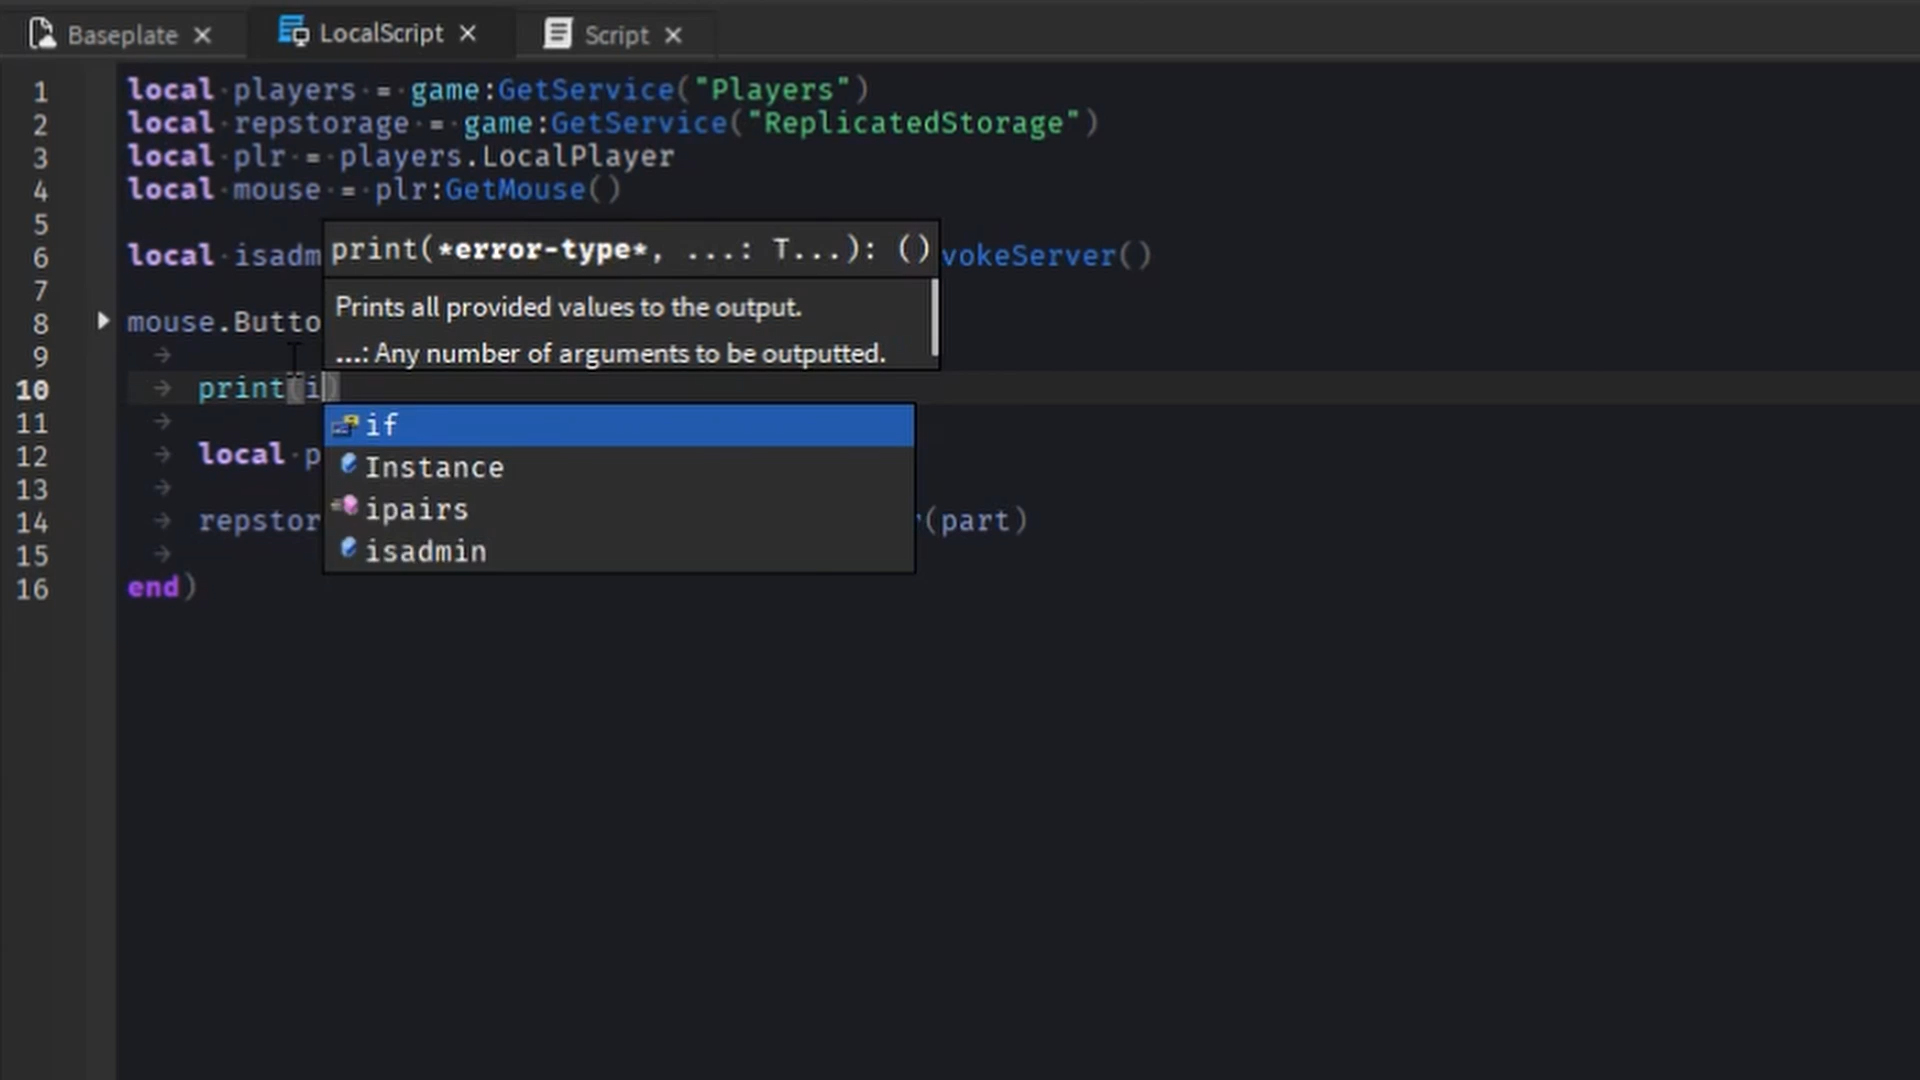 Baseplate LocalScript Script
1 local players = game:GetService("Players")
2 local repstorage = game:GetService("ReplicatedStorage")
3 local plr = players.LocalPlayer
4 local mouse = plr:GetMouse()
5
print(*error-type*, ...: T...): ()
6 local isadm vokeServer()
7
Prints all provided values to the output.
8 mouse.Butto
9
...: Any number of arguments to be outputted.
10 print(i)
11
if
12 local p
Instance
13
ipairs
14 repstor (part)
15
isadmin
16 end)